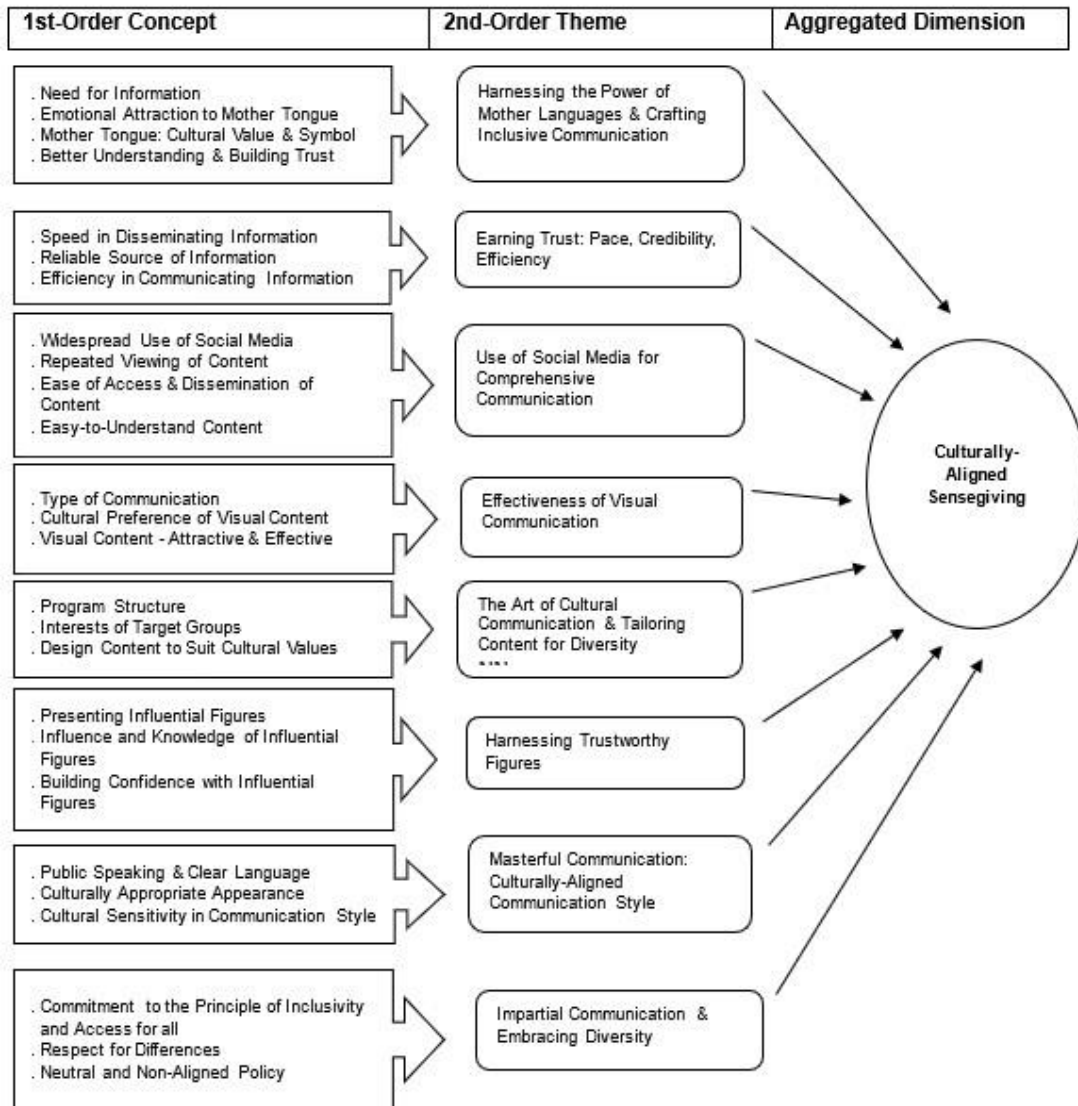 1st-Order Concept
2nd-Order Theme
Aggregated Dimension
. Need for Information
. Emotional Attraction to Mother Tongue
. Mother Tongue: Cultural Value & Symbol
. Better Understanding & Building Trust
Harnessing the Power of
Mother Languages & Crafting
Inclusive Communication
. Speed in Disseminating Information
. Reliable Source of Information
. Efficiency in Communicating Information
Earning Trust: Pace, Credibility,
Efficiency
. Widespread Use of Social Media
. Repeated Viewing of Content
. Ease of Access & Dissemination of
Content
. Easy-to-Understand Content
Use of Social Media for
Comprehensive
Communication
. Type of Communication
. Cultural Preference of Visual Content
. Visual Content - Attractive & Effective
Effectiveness of Visual
Communication
. Program Structure
. Interests of Target Groups
. Design Content to Suit Cultural Values
The Art of Cultural
Communication & Tailoring
Content for Diversity
. Presenting Influential Figures
. Influence and Knowledge of Influential
Figures
. Building Confidence with Influential
Figures
Harnessing Trustworthy
Figures
. Public Speaking & Clear Language
. Culturally Appropriate Appearance
. Cultural Sensitivity in Communication Style
Masterful Communication:
Culturally-Aligned
Communication Style
. Commitment to the Principle of Inclusivity
and Access for all
. Respect for Differences
. Neutral and Non-Aligned Policy
Impartial Communication &
Embracing Diversity
Culturally-
Aligned
Sensegiving